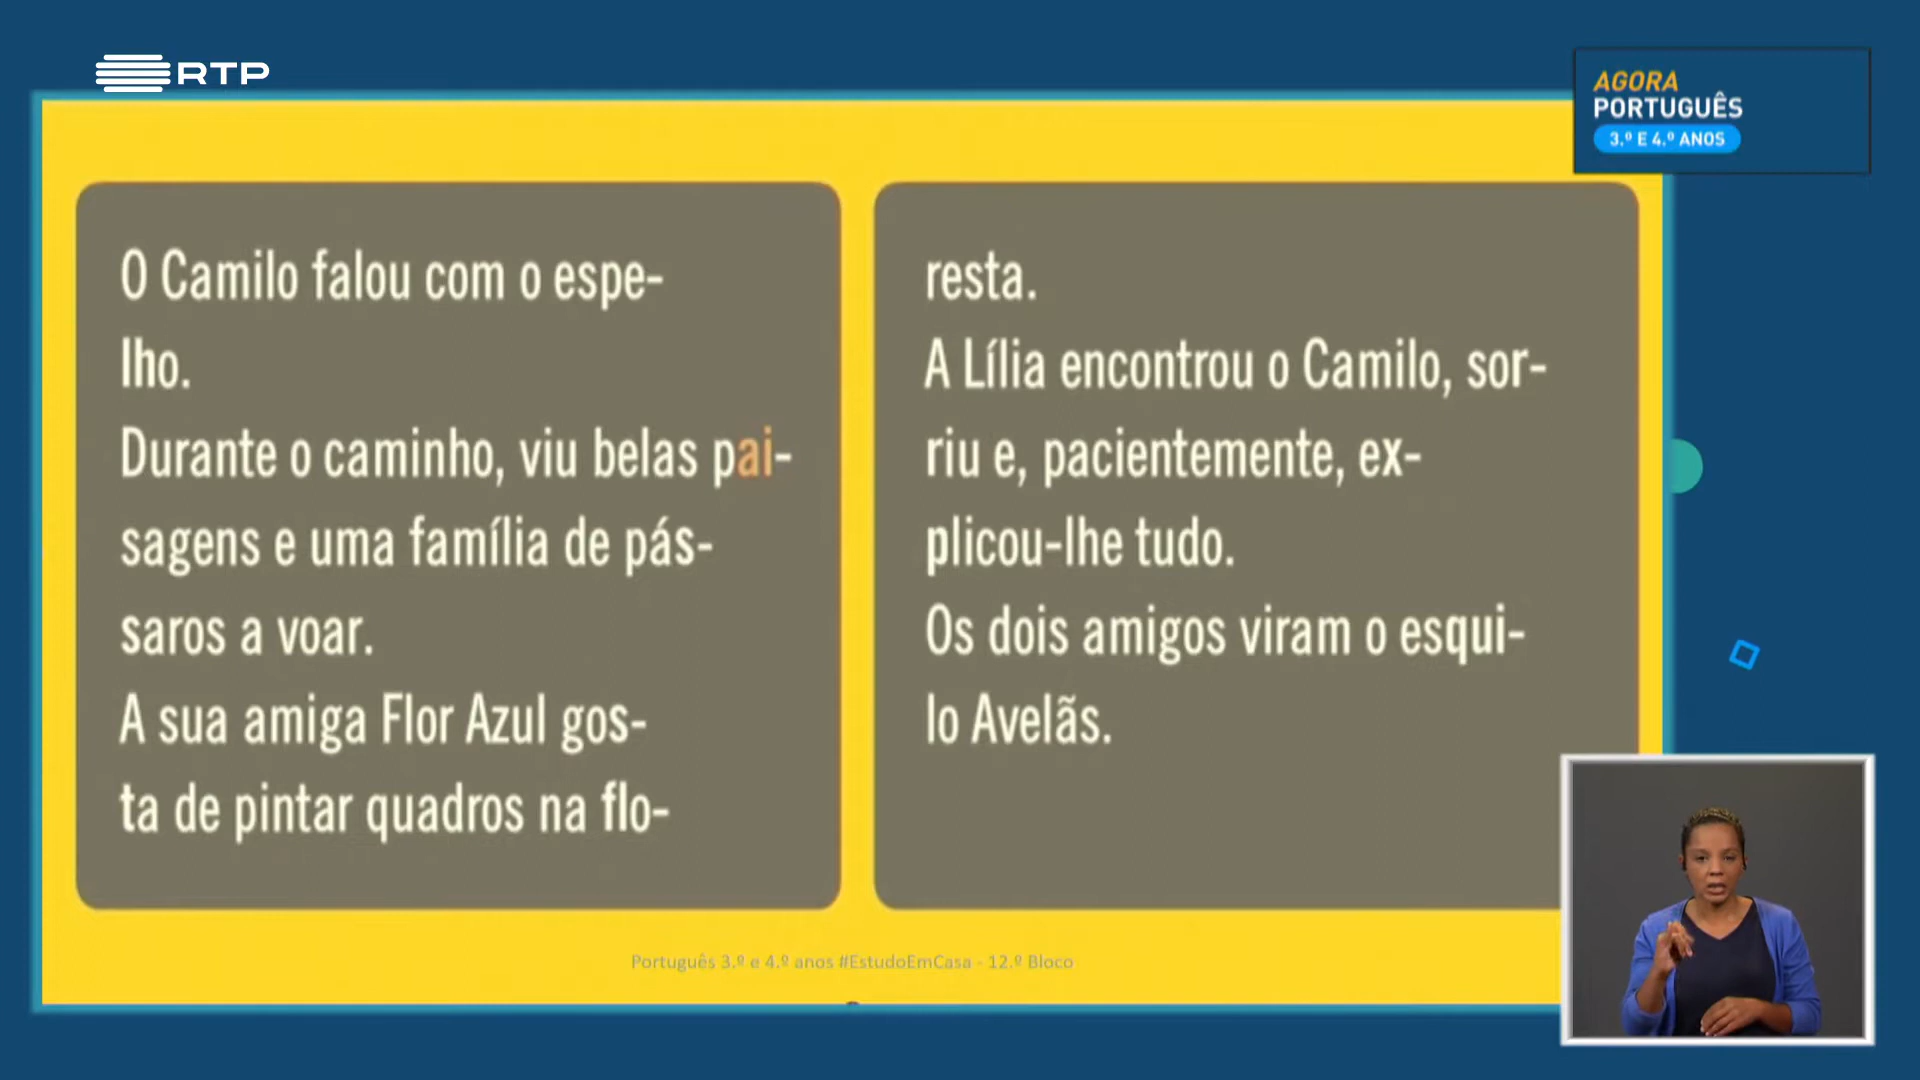 RTP
AGORA
PORTUGUÊS
3.º E 4.º ANOS
O Camilo falou com o espe-
lho.
Durante o caminho, viu belas pai-
sagens e uma família de pás-
saros a voar.
A sua amiga Flor Azul gos-
ta de pintar quadros na flo-
resta.
A Lília encontrou o Camilo, sor-
riu e, pacientemente, ex-
plicou-lhe tudo.
Os dois amigos viram o esqui-
lo Avelãs.
Português 3.º e 4.º anos #EstudoEmCasa - 12.º Bloco